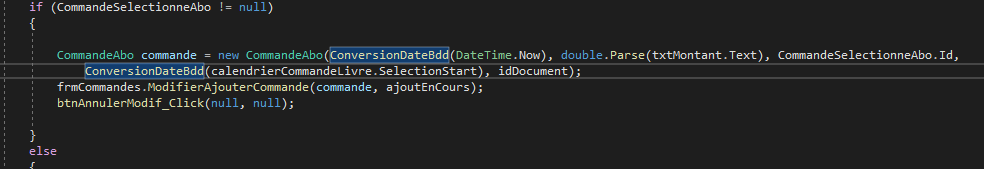 if (CommandeSelectionneAbo != null)
{
CommandeAbo commande = new CommandeAbo(ConversionDateBdd(DateTime.Now), double.Parse(txtMontant.Text), CommandeSelectionneAbo.Id,
ConversionDateBdd(calendrierCommandeLivre.SelectionStart), idDocument);
frmCommandes.ModifierAjouterCommande(commande, ajoutEnCours);
btnAnnulerModif_Click(null, null);
}
else
{